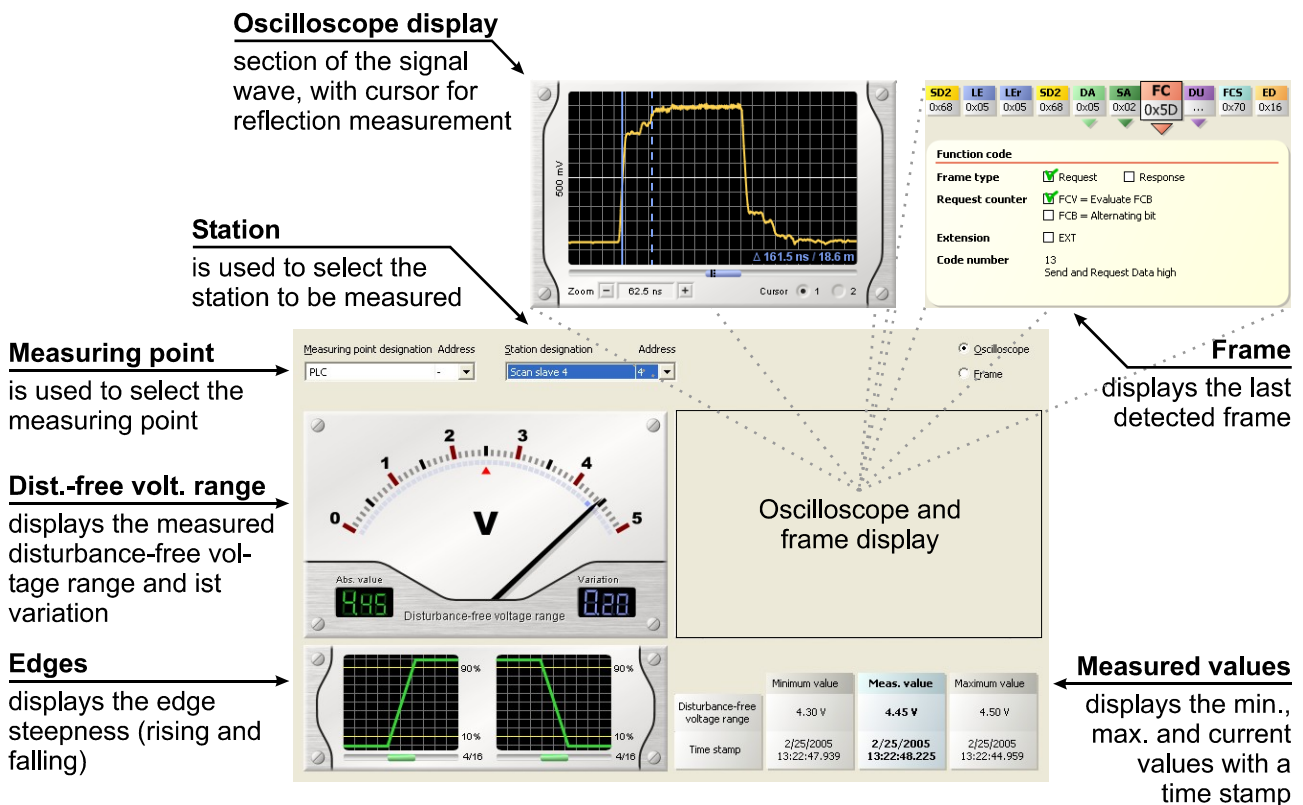 Oscilloscope display
section of the signal
wave, with cursor for
reflection measurement
500 mV
Δ 161.5 ns / 18.6 m
Zoom - 62.5 ns + Cursor 1 2
SD2 LE LEr SD2 DA SA FC DU FCS ED
0x68 0x05 0x05 0x68 0x05 0x02 0x5D ... 0x70 0x16
Function code
Frame type Request Response
Request counter FCV = Evaluate FCB
FCB = Alternating bit
Extension EXT
Code number 13
Send and Request Data high
Station
is used to select the
station to be measured
Measuring point
is used to select the
measuring point
Measuring point designation Address Station designation Address
PLC - Scan slave 4 4
Oscilloscope
Frame
Frame
displays the last
detected frame
Dist.-free volt. range
displays the measured
disturbance-free vol-
tage range and ist
variation
0 1 2 3 4 5
V
Abs. value Variation
4.45 0.20
Disturbance-free voltage range
Oscilloscope and
frame display
Edges
displays the edge
steepness (rising and
falling)
90% 90%
10% 10%
4/16 4/16
Minimum value Meas. value Maximum value
Disturbance-free
voltage range 4.30 V 4.45 V 4.50 V
Time stamp 2/25/2005 2/25/2005 2/25/2005
13:22:47.939 13:22:48.225 13:22:44.959
Measured values
displays the min.,
max. and current
values with a
time stamp